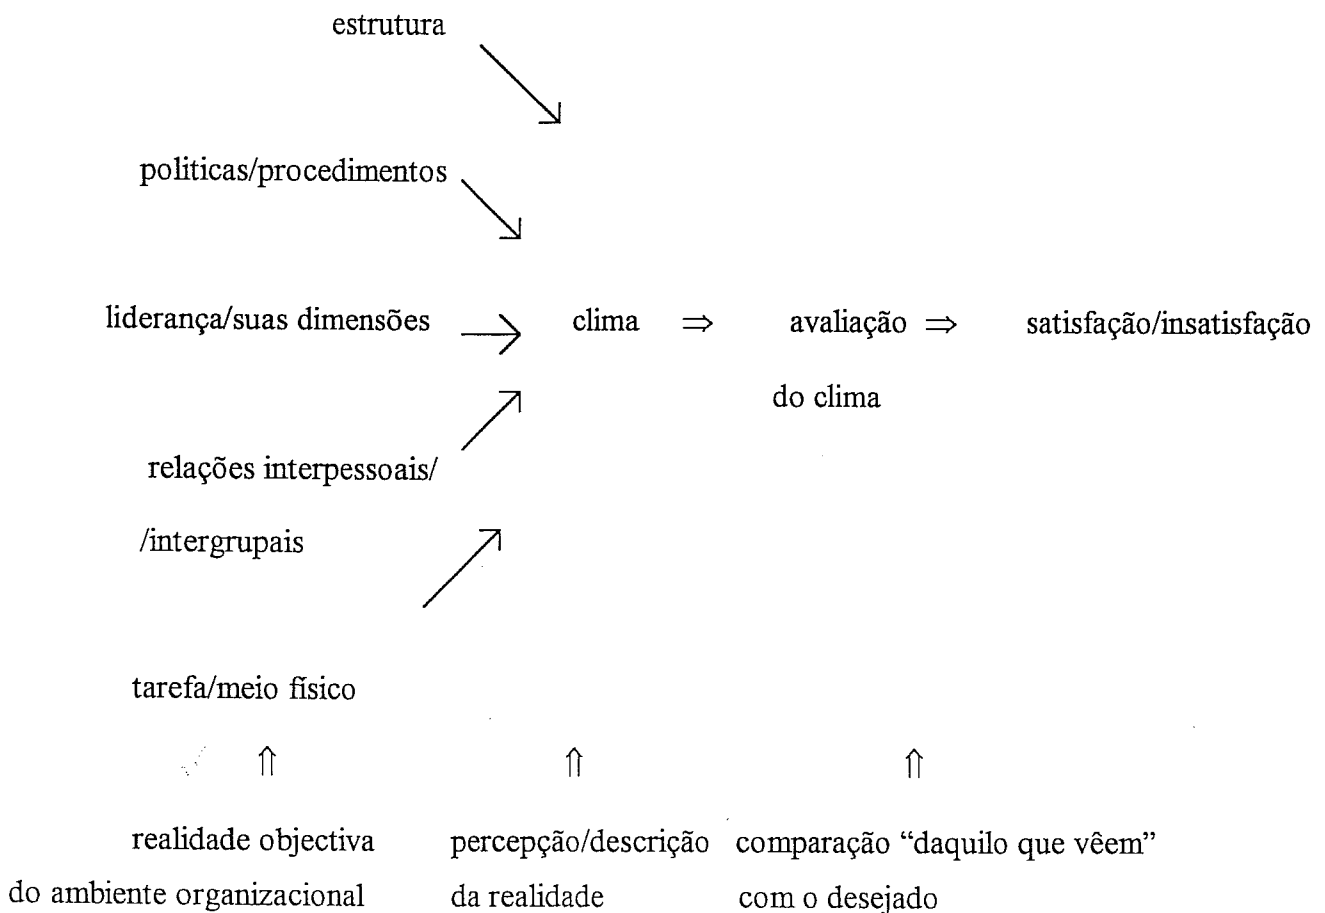 estrutura
politicas/procedimentos
liderança/suas dimensões → clima ⇒ avaliação ⇒ satisfação/insatisfação
do clima
relações interpessoais/
/intergrupais
tarefa/meio físico
⇑ ⇑ ⇑
realidade objectiva percepção/descrição comparação “daquilo que vêem”
do ambiente organizacional da realidade com o desejado